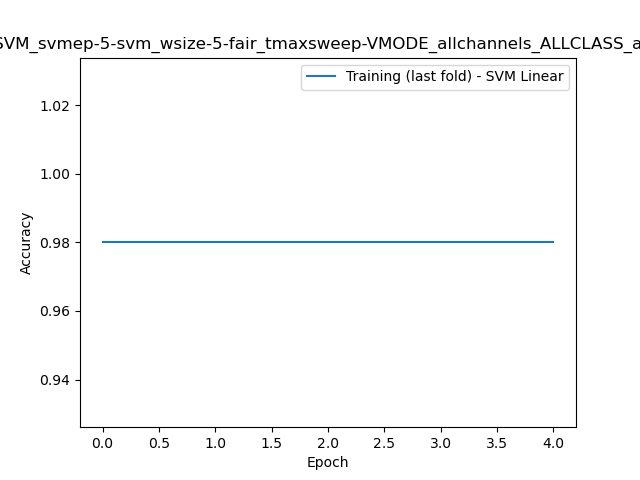 SVM_svmep-5-svm_wsize-5-fair_tmaxsweep-VMODE_allchannels_ALLCLASS_a
Training (last fold) - SVM Linear
1.02
1.00
0.98
0.96
0.94
Accuracy
0.0 0.5 1.0 1.5 2.0 2.5 3.0 3.5 4.0
Epoch